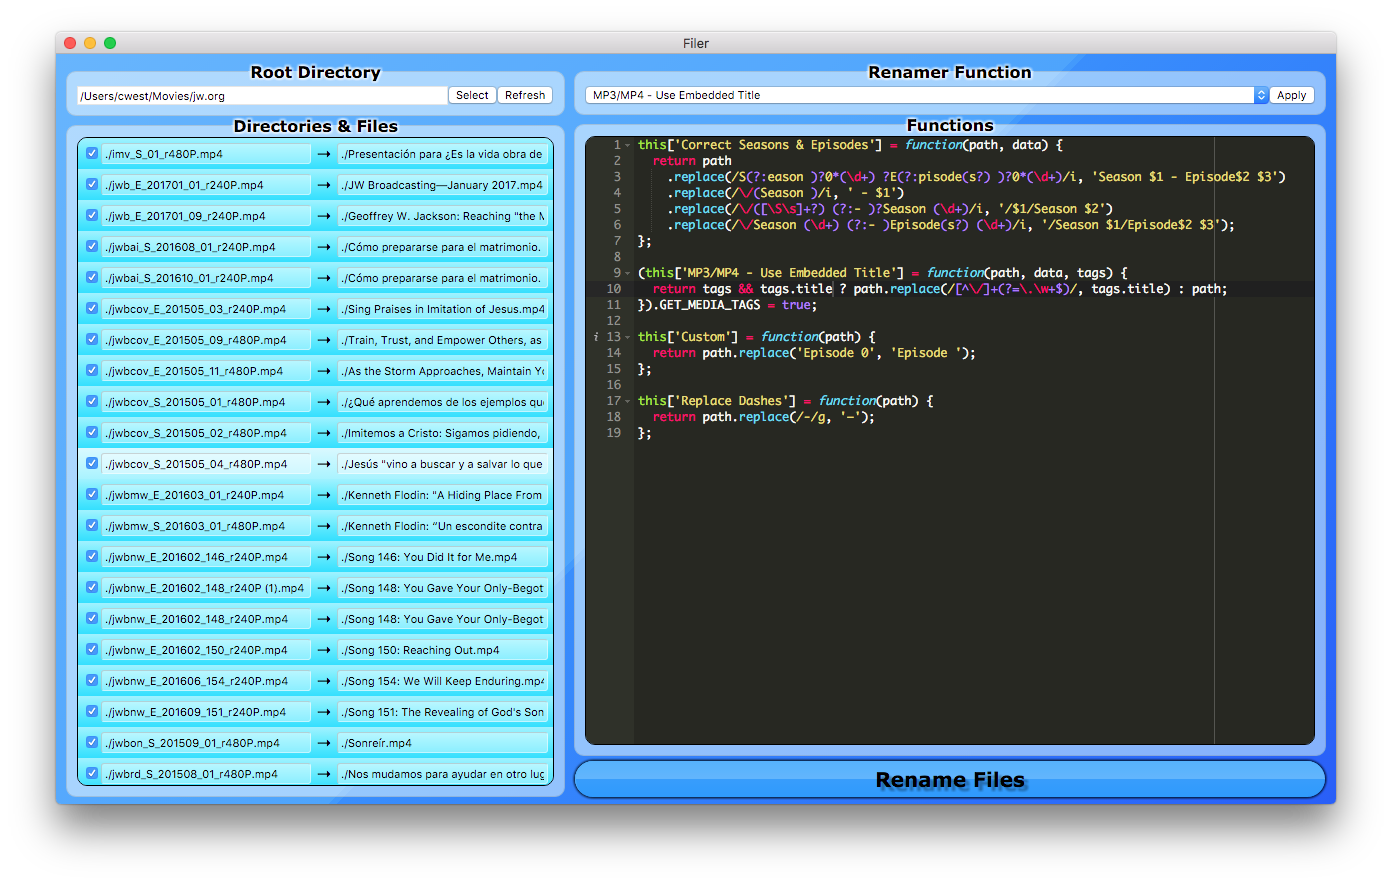 Filer
Root Directory
/Users/cwest/Movies/jw.org
Select
Refresh
Directories & Files
./imv_S_01_r480P.mp4 → ./Presentación para ¿Es la vida obra de
./jwb_E_201701_01_r240P.mp4 → ./JW Broadcasting—January 2017.mp4
./jwb_E_201701_09_r240P.mp4 → ./Geoffrey W. Jackson: Reaching "the M
./jwbai_S_201608_01_r240P.mp4 → ./Cómo prepararse para el matrimonio.
./jwbai_S_201610_01_r240P.mp4 → ./Cómo prepararse para el matrimonio.
./jwbcov_E_201505_03_r240P.mp4 → ./Sing Praises in Imitation of Jesus.mp4
./jwbcov_E_201505_09_r480P.mp4 → ./Train, Trust, and Empower Others, as
./jwbcov_E_201505_11_r480P.mp4 → ./As the Storm Approaches, Maintain Yo
./jwbcov_S_201505_01_r480P.mp4 → ./¿Qué aprendemos de los ejemplos que
./jwbcov_S_201505_02_r480P.mp4 → ./Imitemos a Cristo: Sigamos pidiendo,
./jwbcov_S_201505_04_r480P.mp4 → ./Jesús "vino a buscar y a salvar lo que
./jwbmw_E_201603_01_r240P.mp4 → ./Kenneth Flodin: "A Hiding Place From
./jwbmw_S_201603_01_r480P.mp4 → ./Kenneth Flodin: “Un escondite contra
./jwbnw_E_201602_146_r240P.mp4 → ./Song 146: You Did It for Me.mp4
./jwbnw_E_201602_148_r240P (1).mp4 → ./Song 148: You Gave Your Only-Begot
./jwbnw_E_201602_148_r240P.mp4 → ./Song 148: You Gave Your Only-Begot
./jwbnw_E_201602_150_r240P.mp4 → ./Song 150: Reaching Out.mp4
./jwbnw_E_201606_154_r240P.mp4 → ./Song 154: We Will Keep Enduring.mp4
./jwbnw_E_201609_151_r240P.mp4 → ./Song 151: The Revealing of God's Son
./jwbon_S_201509_01_r480P.mp4 → ./Sonreír.mp4
./jwbrd_S_201508_01_r480P.mp4 → ./Nos mudamos para ayudar en otro lug
Renamer Function
MP3/MP4 - Use Embedded Title
Apply
Functions
1 this['Correct Seasons & Episodes'] = function(path, data) {
2   return path
3     .replace(/S(?:eason )?0*(\d+) ?E(?:pisode(s?) )?0*(\d+)/i, 'Season $1 - Episode$2 $3')
4     .replace(/\/(Season )/i, ' - $1')
5     .replace(/\/([\S\s]+?) (?:- )?Season (\d+)/i, '/$1/Season $2')
6     .replace(/\/Season (\d+) (?:- )Episode(s?) (\d+)/i, '/Season $1/Episode$2 $3');
7 };
8
9 (this['MP3/MP4 - Use Embedded Title'] = function(path, data, tags) {
10   return tags && tags.title ? path.replace(/[^\/]+(?=\.\w+$)/, tags.title) : path;
11 }).GET_MEDIA_TAGS = true;
12
i 13 this['Custom'] = function(path) {
14   return path.replace('Episode 0', 'Episode ');
15 };
16
17 this['Replace Dashes'] = function(path) {
18   return path.replace(/-/g, '–');
19 };
Rename Files